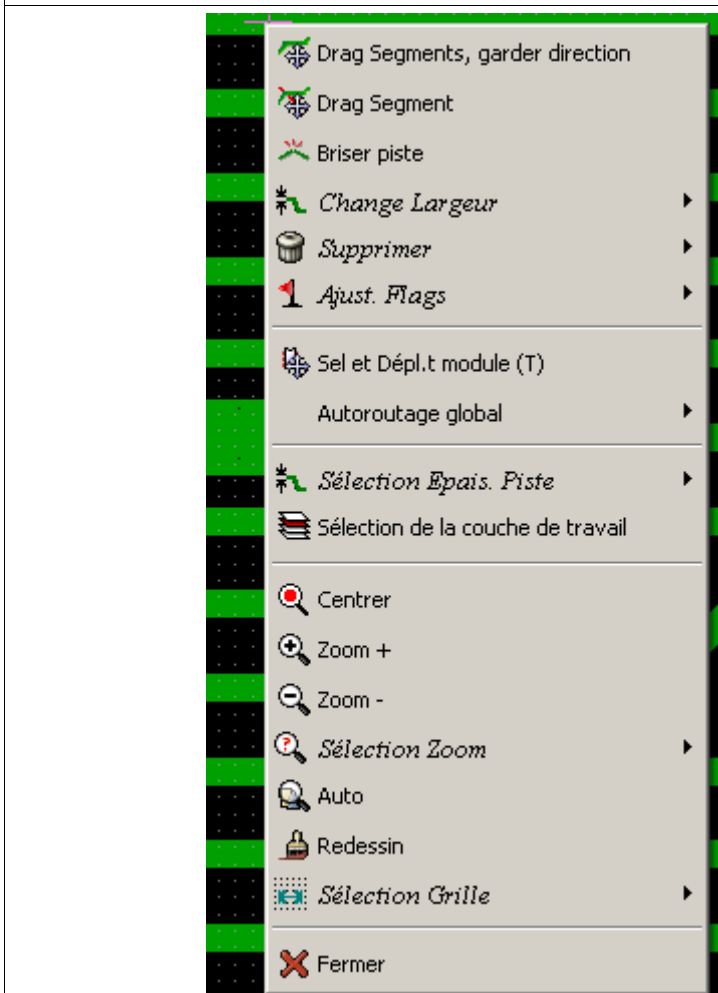 Drag Segments, garder direction
Drag Segment
Briser piste
Change Largeur
Supprimer
Ajust. Flags
Sel et Dépl.t module (T)
Autoroutage global
Sélection Epais. Piste
Sélection de la couche de travail
Centrer
Zoom +
Zoom -
Sélection Zoom
Auto
Redessin
Sélection Grille
Fermer